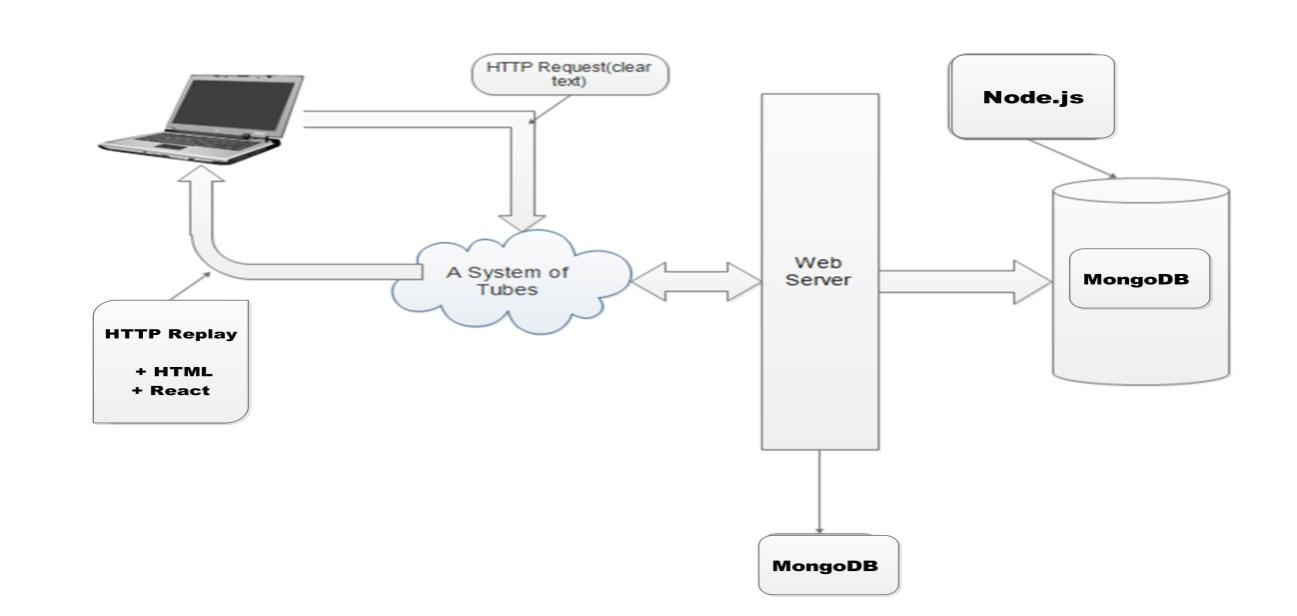 HTTP Request(clear
text)
Node.js
A System of
Tubes
Web
Server
MongoDB
HTTP Replay
+ HTML
+ React
MongoDB